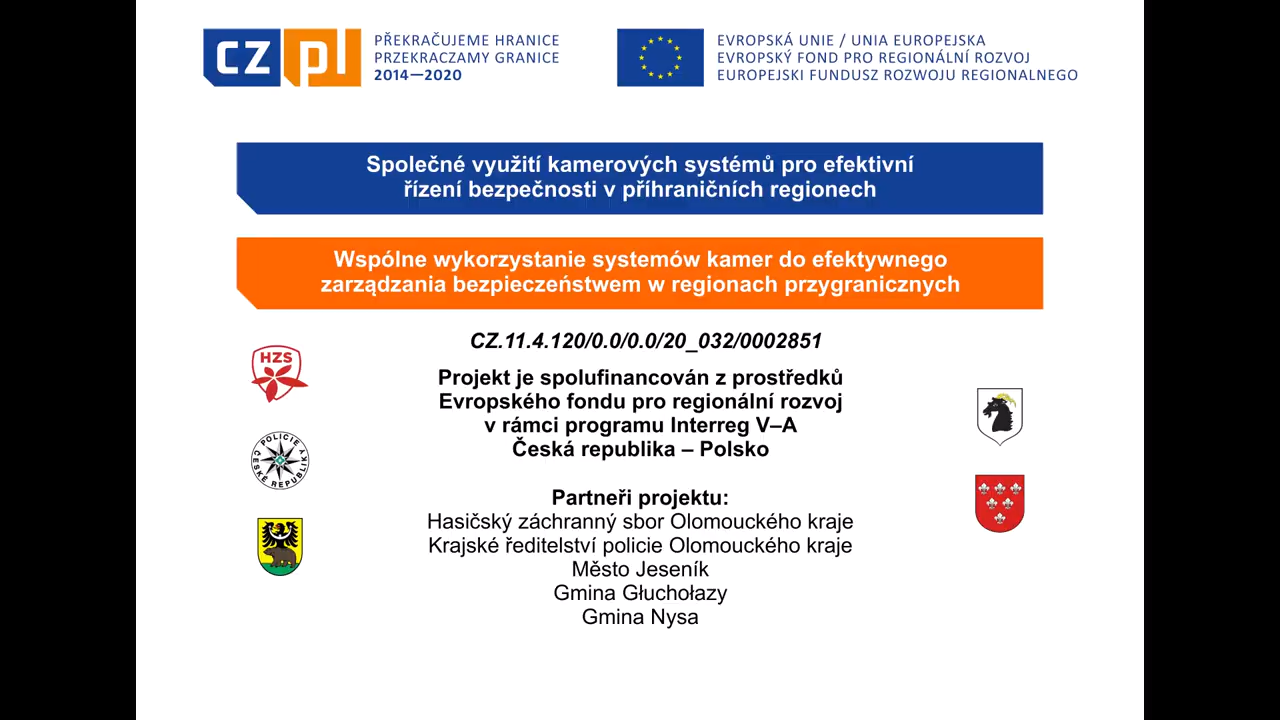 cz pl
PŘEKRAČUJEME HRANICE
PRZEKRACZAMY GRANICE
2014—2020
EVROPSKÁ UNIE / UNIA EUROPEJSKA
EVROPSKÝ FOND PRO REGIONÁLNÍ ROZVOJ
EUROPEJSKI FUNDUSZ ROZWOJU REGIONALNEGO
Společné využití kamerových systémů pro efektivní
řízení bezpečnosti v příhraničních regionech
Wspólne wykorzystanie systemów kamer do efektywnego
zarządzania bezpieczeństwem w regionach przygranicznych
CZ.11.4.120/0.0/0.0/20_032/0002851
Projekt je spolufinancován z prostředků
Evropského fondu pro regionální rozvoj
v rámci programu Interreg V–A
Česká republika – Polsko
Partneři projektu:
Hasičský záchranný sbor Olomouckého kraje
Krajské ředitelství policie Olomouckého kraje
Město Jeseník
Gmina Głuchołazy
Gmina Nysa
HZS
POLICIE
ČESKÉ REPUBLIKY